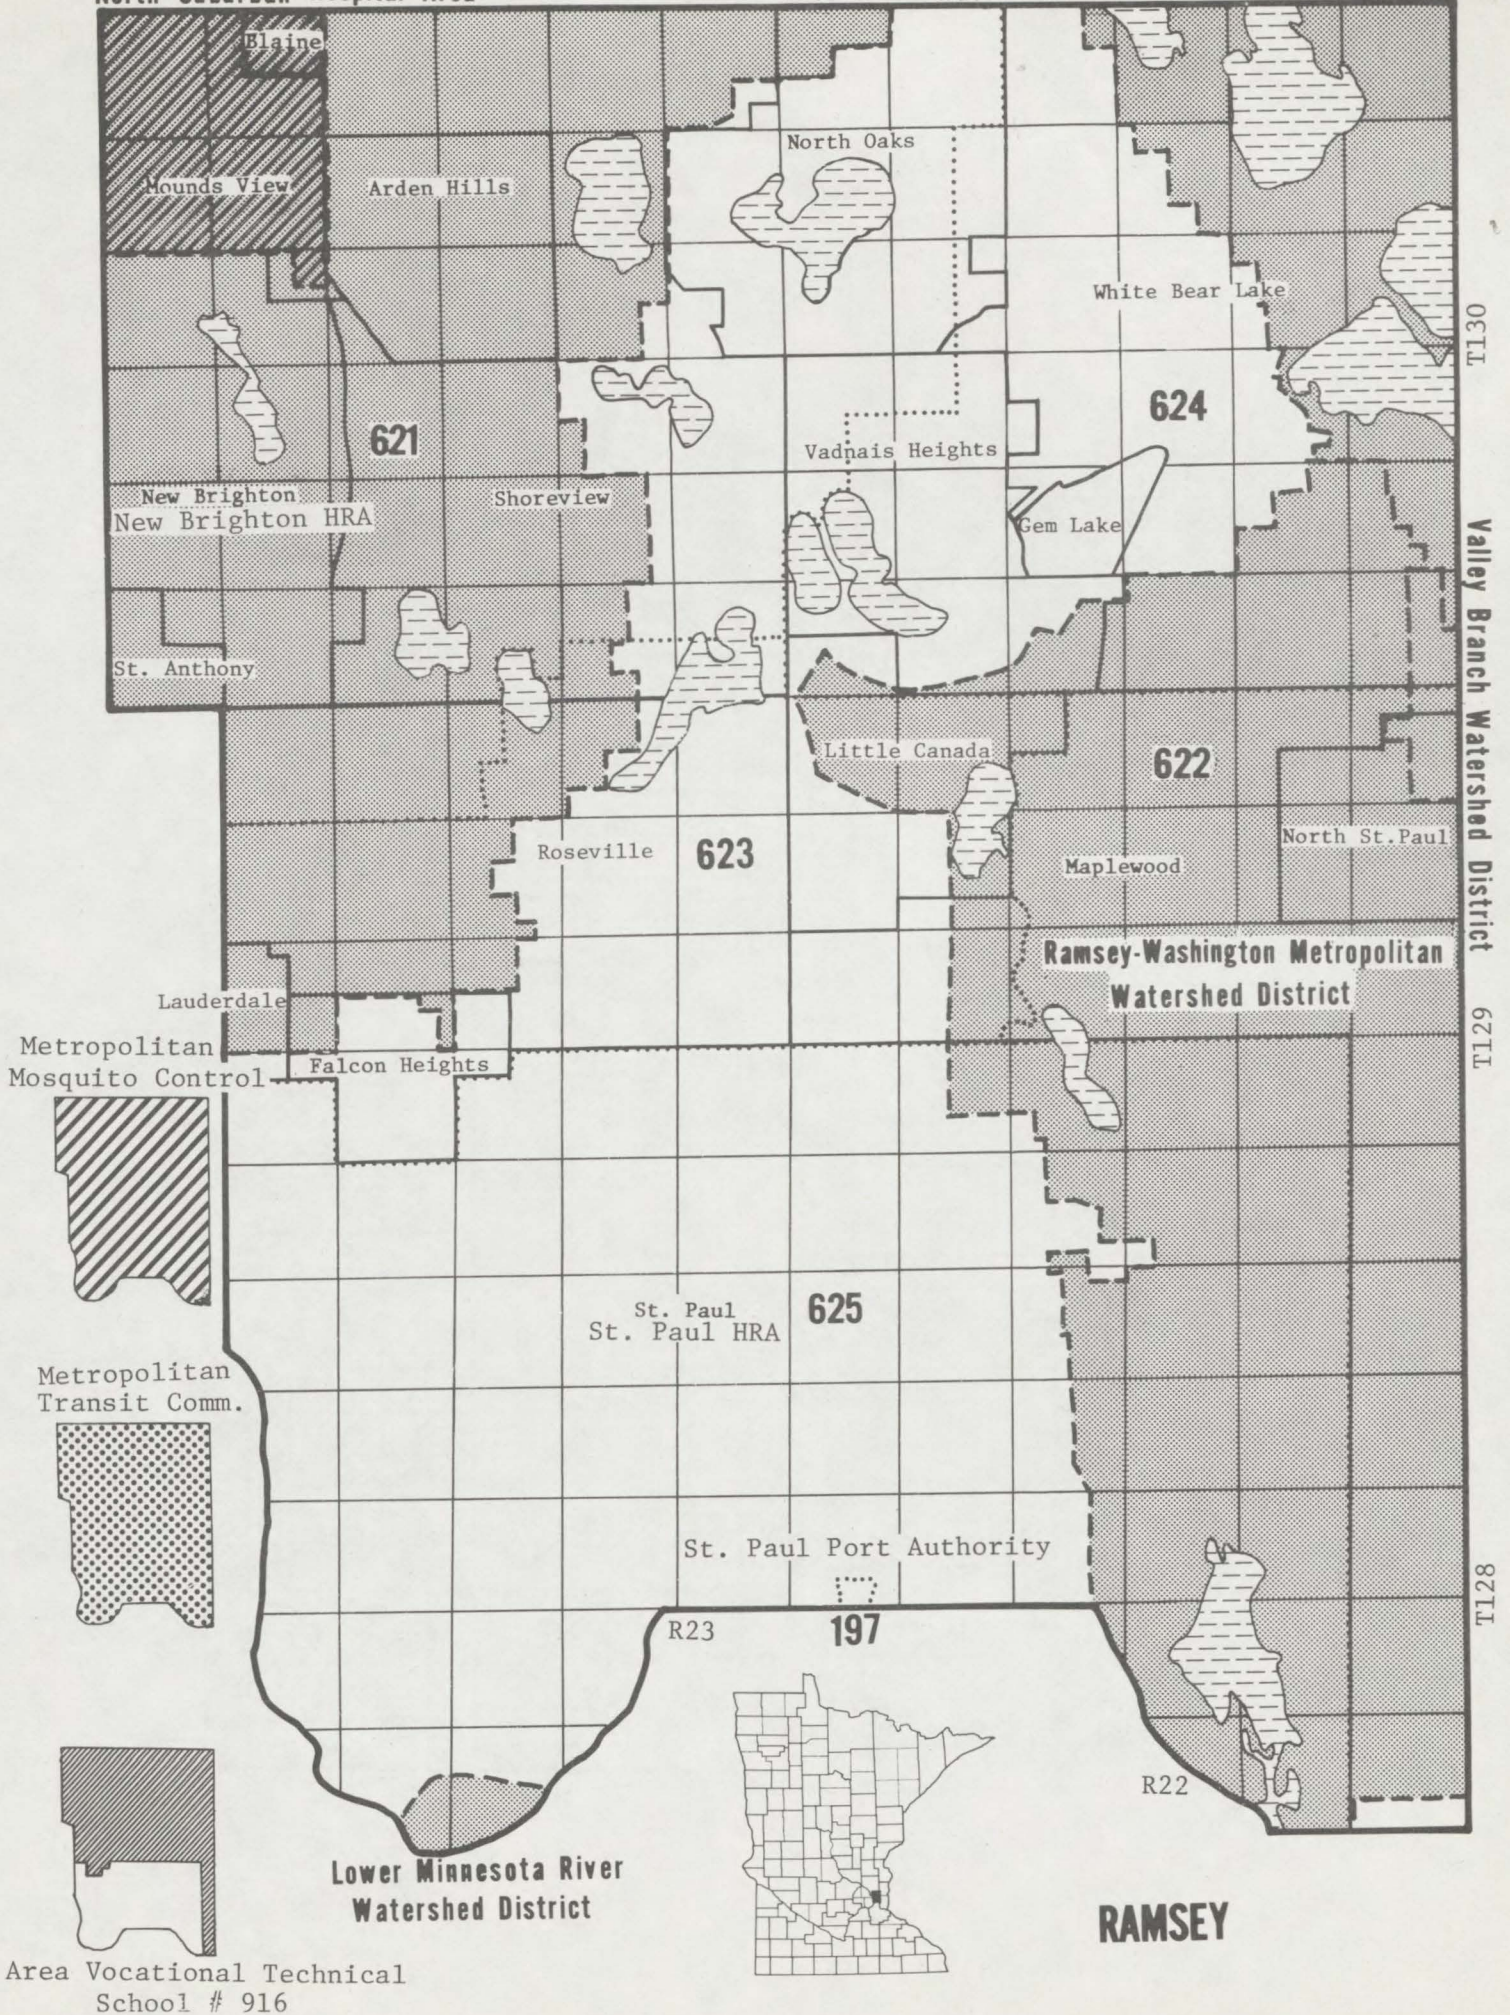 Blaine
Mounds View
Arden Hills
North Oaks
White Bear Lake
T130
621
624
Vadnais Heights
New Brighton
New Brighton HRA
Shoreview
Gem Lake
Valley Branch Watershed District
St. Anthony
Little Canada
622
North St.Paul
Roseville
623
Maplewood
Ramsey-Washington Metropolitan
Watershed District
Lauderdale
Falcon Heights
T129
Metropolitan
Mosquito Control
St. Paul
St. Paul HRA
625
Metropolitan
Transit Comm.
St. Paul Port Authority
T128
R23
197
R22
Lower Minnesota River
Watershed District
RAMSEY
Area Vocational Technical
School # 916